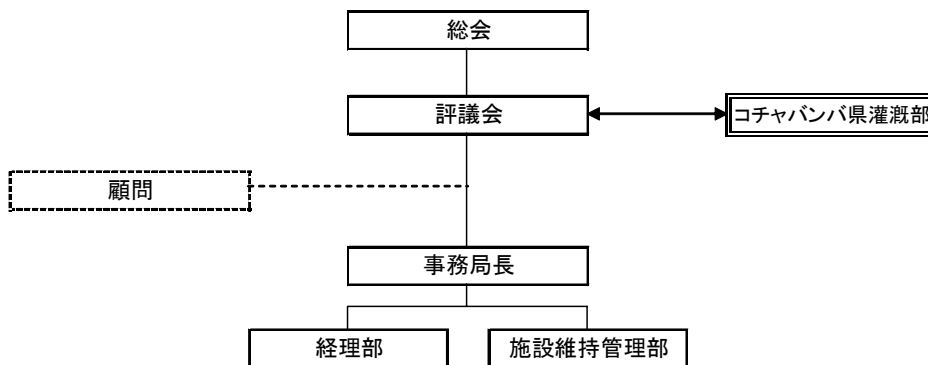 総会
評議会
コチャバンバ県灌漑部
顧問
事務局長
経理部
施設維持管理部